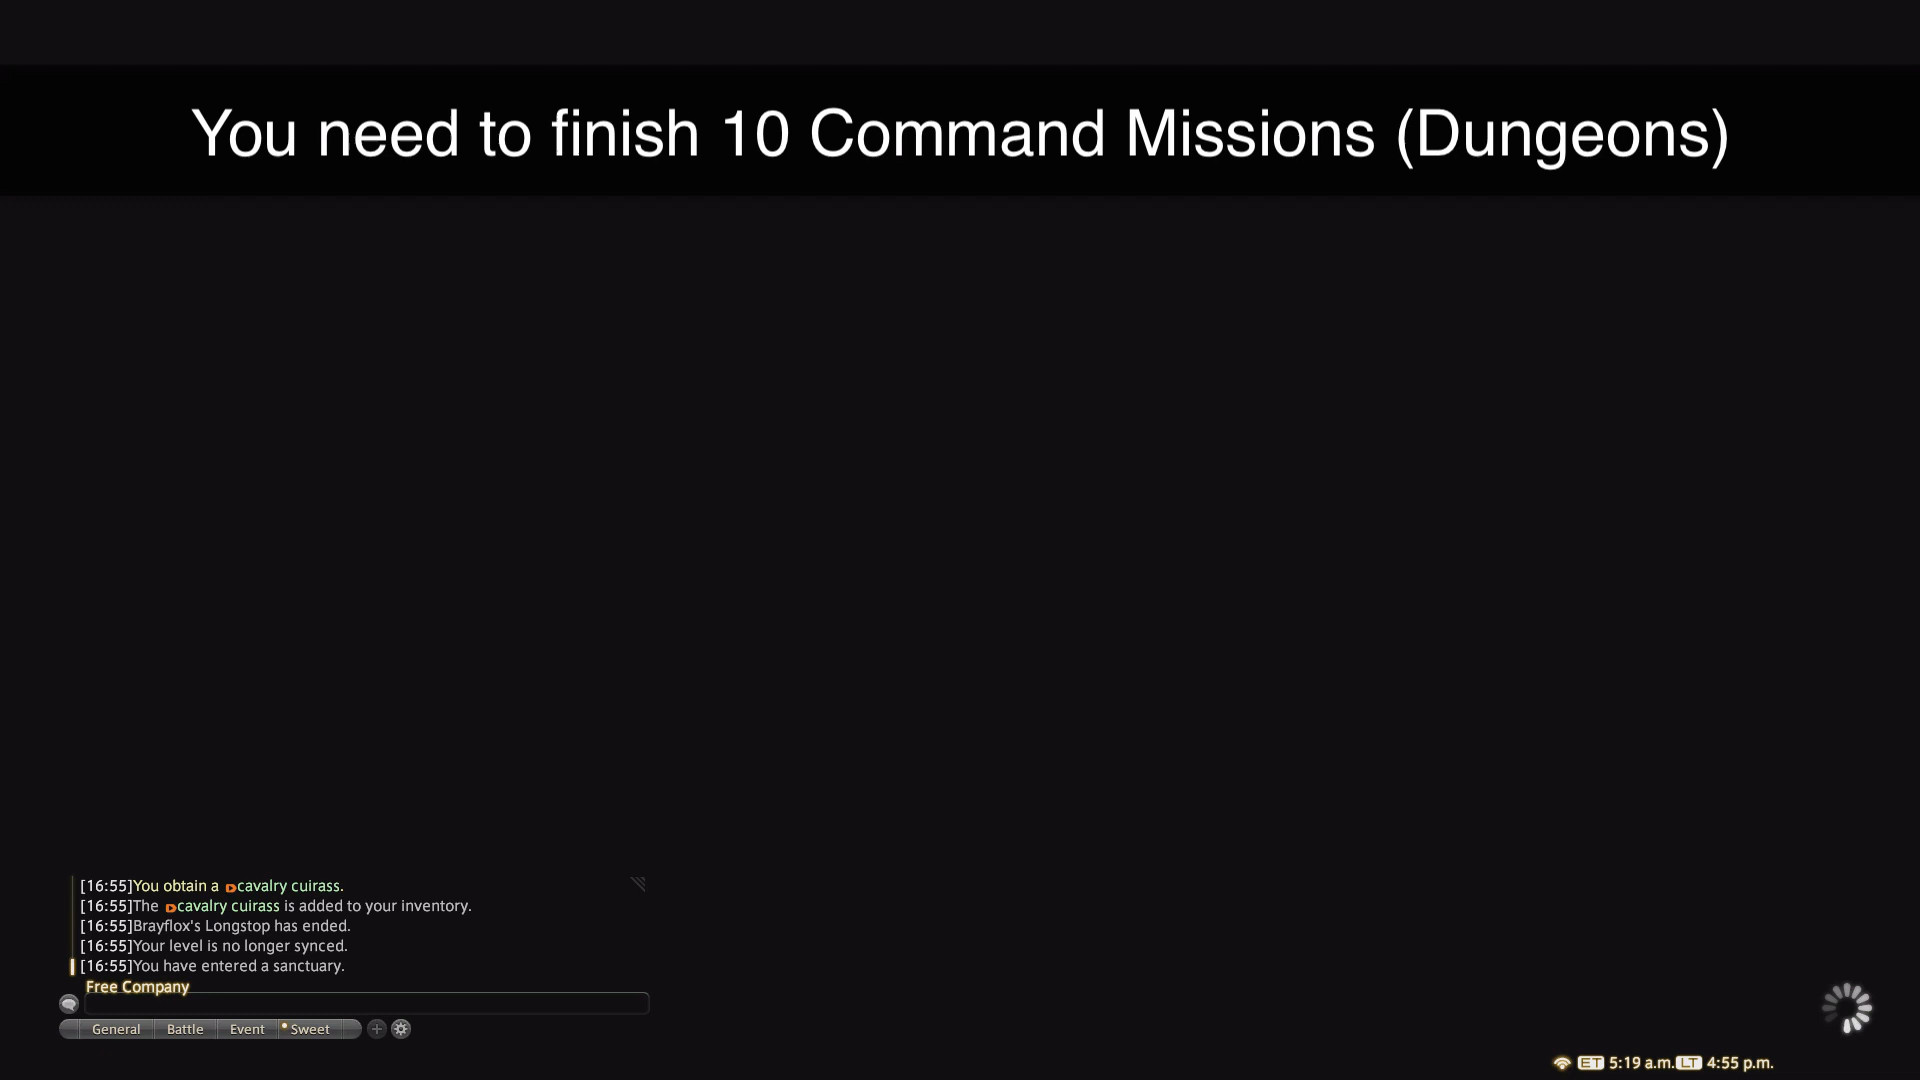 You need to finish 10 Command Missions (Dungeons)
[16:55]You obtain a cavalry cuirass.
[16:55]The cavalry cuirass is added to your inventory.
[16:55]Brayflox's Longstop has ended.
[16:55]Your level is no longer synced.
[16:55]You have entered a sanctuary.
Free Company
General Battle Event Sweet
ET 5:19 a.m. LT 4:55 p.m.